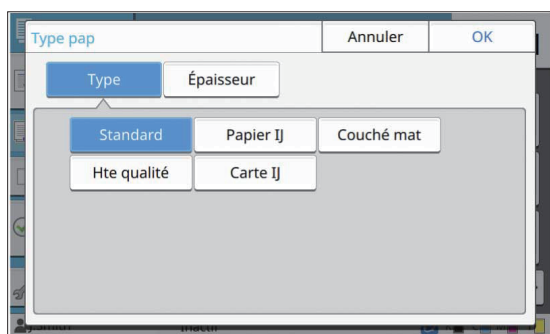 Type pap
Annuler
OK
Type
Épaisseur
Standard
Papier IJ
Couché mat
Hte qualité
Carte IJ